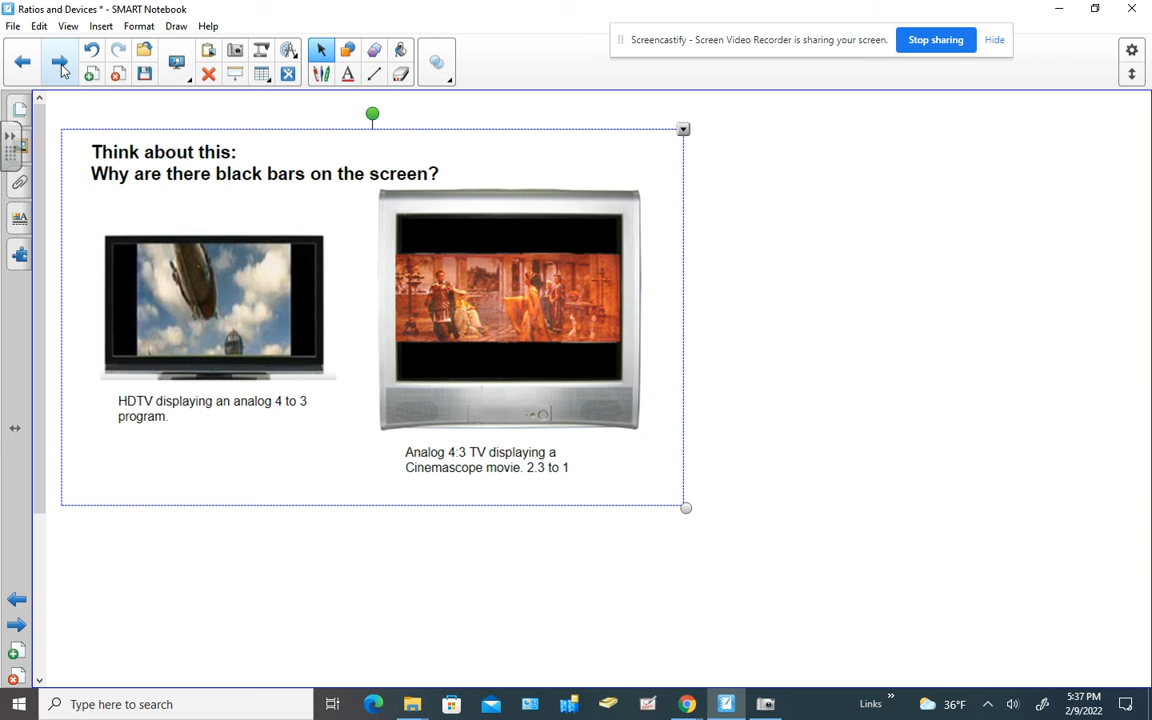 Ratios and Devices * - SMART Notebook
File Edit View Insert Format Draw Help
Screencastify - Screen Video Recorder is sharing your screen. Stop sharing Hide
Think about this:
Why are there black bars on the screen?
HDTV displaying an analog 4 to 3
program.
Analog 4:3 TV displaying a
Cinemascope movie. 2.3 to 1
Type here to search
Links
36°F
5:37 PM
2/9/2022